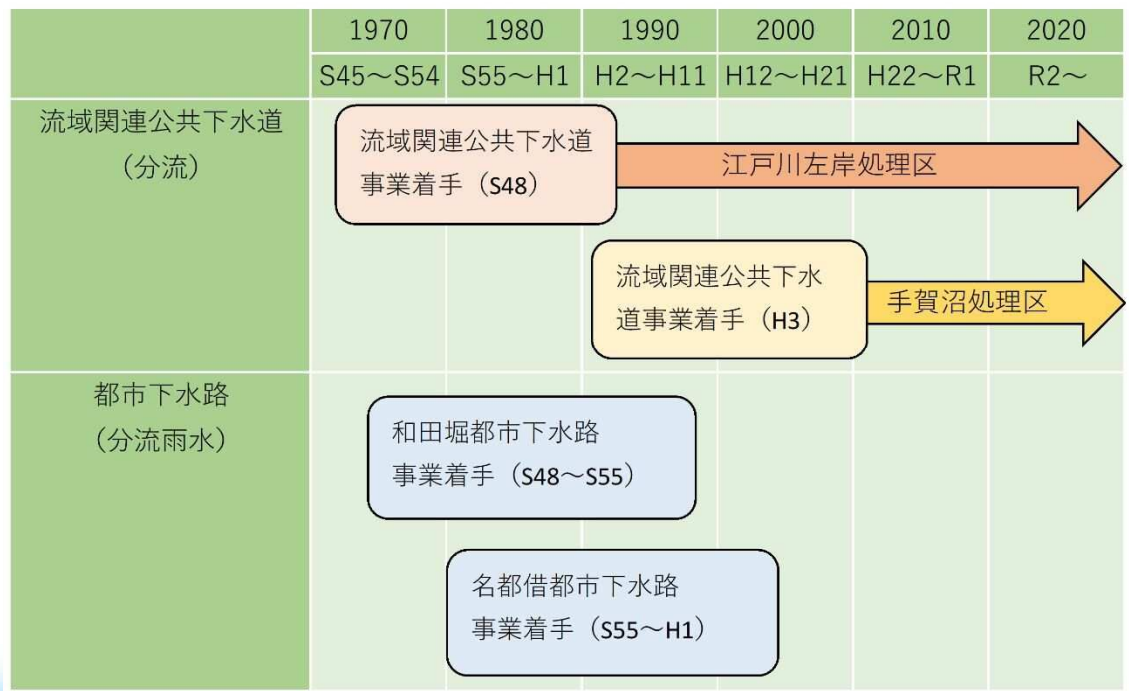 1970 1980 1990 2000 2010 2020
S45～S54 S55～H1 H2～H11 H12～H21 H22～R1 R2～
流域関連公共下水道
（分流）
流域関連公共下水道
事業着手（S48）
江戸川左岸処理区
流域関連公共下水
道事業着手（H3）
手賀沼処理区
都市下水路
（分流雨水）
和田堀都市下水路
事業着手（S48～S55）
名都借都市下水路
事業着手（S55～H1）